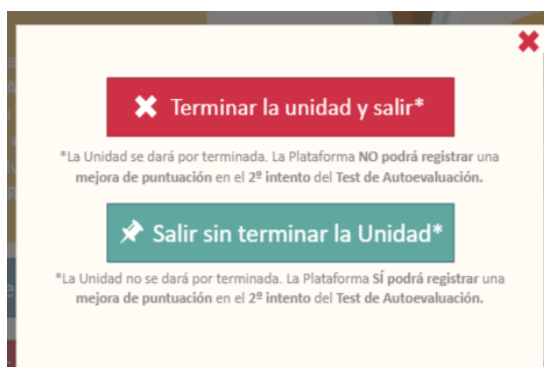 Terminar la unidad y salir*
*La Unidad se dará por terminada. La Plataforma NO podrá registrar una
mejora de puntuación en el 2º intento del Test de Autoevaluación.
Salir sin terminar la Unidad*
*La Unidad no se dará por terminada. La Plataforma SÍ podrá registrar una
mejora de puntuación en el 2º intento del Test de Autoevaluación.